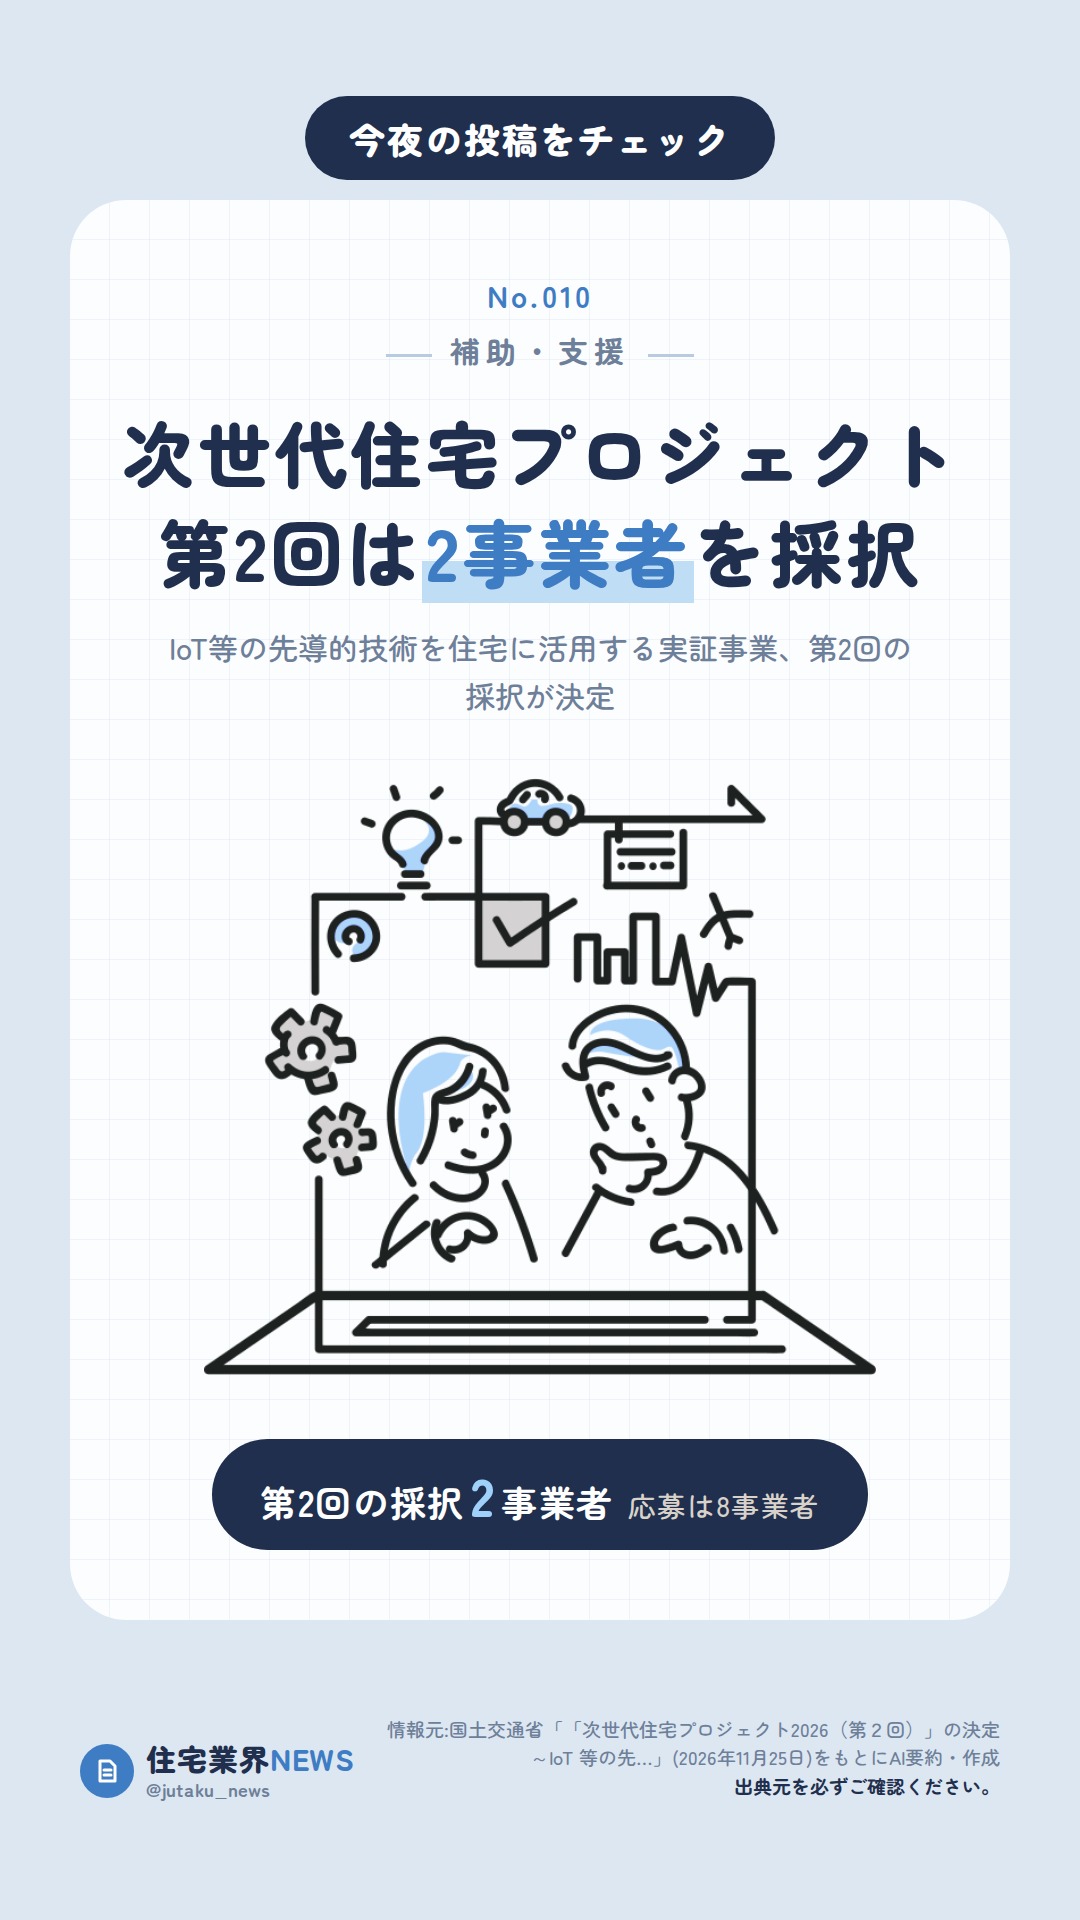 今夜の投稿をチェック
No.010
補助・支援
次世代住宅プロジェクト
第2回は2事業者を採択
IoT等の先導的技術を住宅に活用する実証事業、第2回の
採択が決定
第2回の採択2事業者 応募は8事業者
情報元:国土交通省「「次世代住宅プロジェクト2026（第２回）」の決定
～IoT 等の先…」(2026年11月25日)をもとにAI要約・作成
出典元を必ずご確認ください。
住宅業界NEWS
@jutaku_news